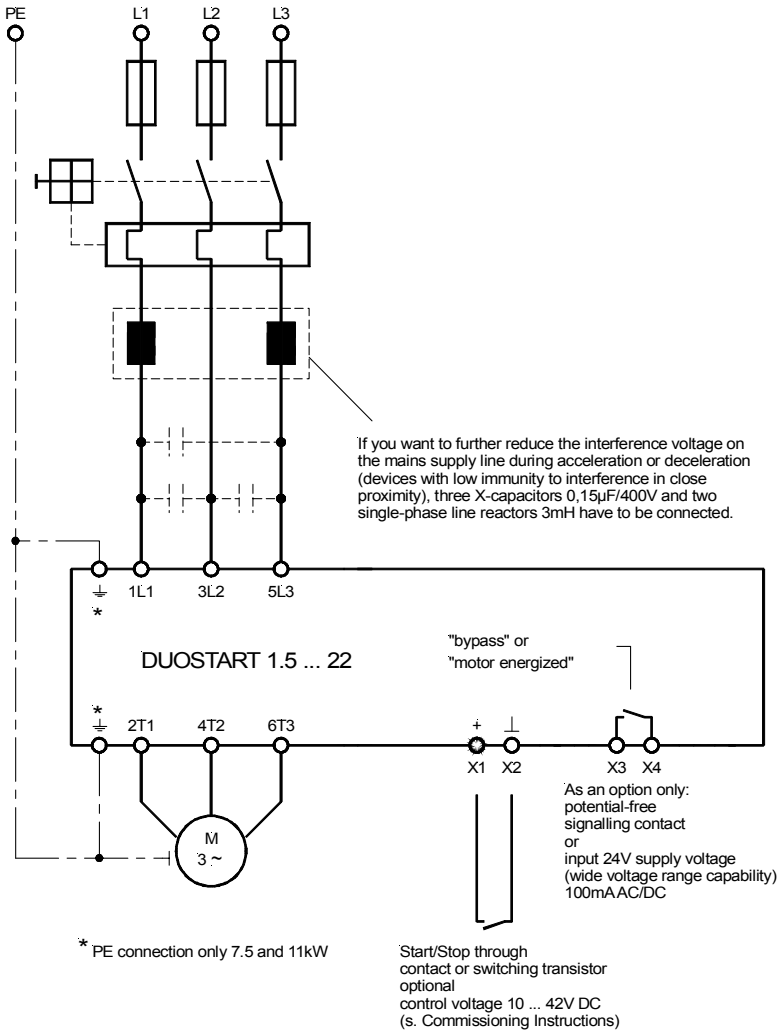 PE L1 L2 L3
If you want to further reduce the interference voltage on
the mains supply line during acceleration or deceleration
(devices with low immunity to interference in close
proximity), three X-capacitors 0,15µF/400V and two
single-phase line reactors 3mH have to be connected.
1L1 3L2 5L3
*
DUOSTART 1.5 ... 22
"bypass" or
"motor energized"
*
2T1 4T2 6T3 +
X1 X2 X3 X4
As an option only:
potential-free
signalling contact
or
input 24V supply voltage
(wide voltage range capability)
100mA AC/DC
M
3 ~
* PE connection only 7.5 and 11kW
Start/Stop through
contact or switching transistor
optional
control voltage 10 ... 42V DC
(s. Commissioning Instructions)